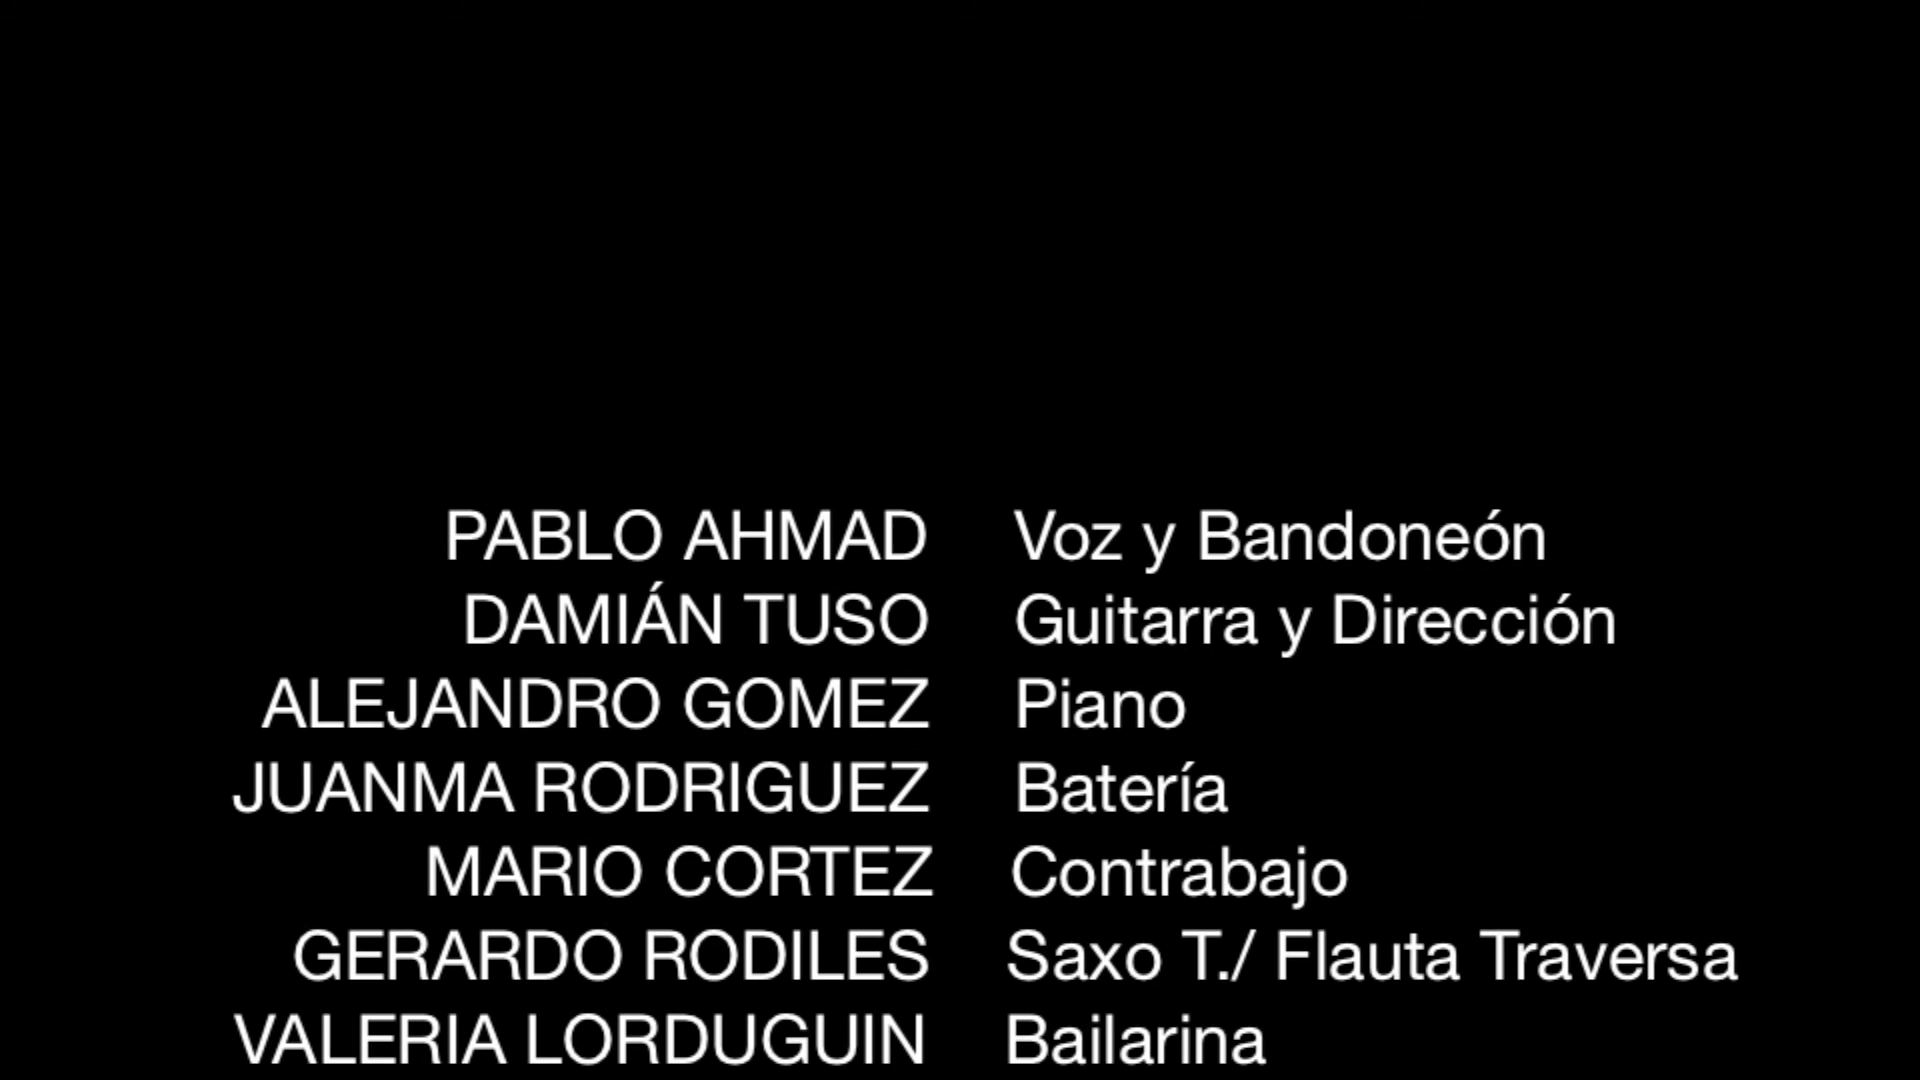 PABLO AHMAD Voz y Bandoneón
DAMIÁN TUSO Guitarra y Dirección
ALEJANDRO GOMEZ Piano
JUANMA RODRIGUEZ Batería
MARIO CORTEZ Contrabajo
GERARDO RODILES Saxo T./ Flauta Traversa
VALERIA LORDUGUIN Bailarina